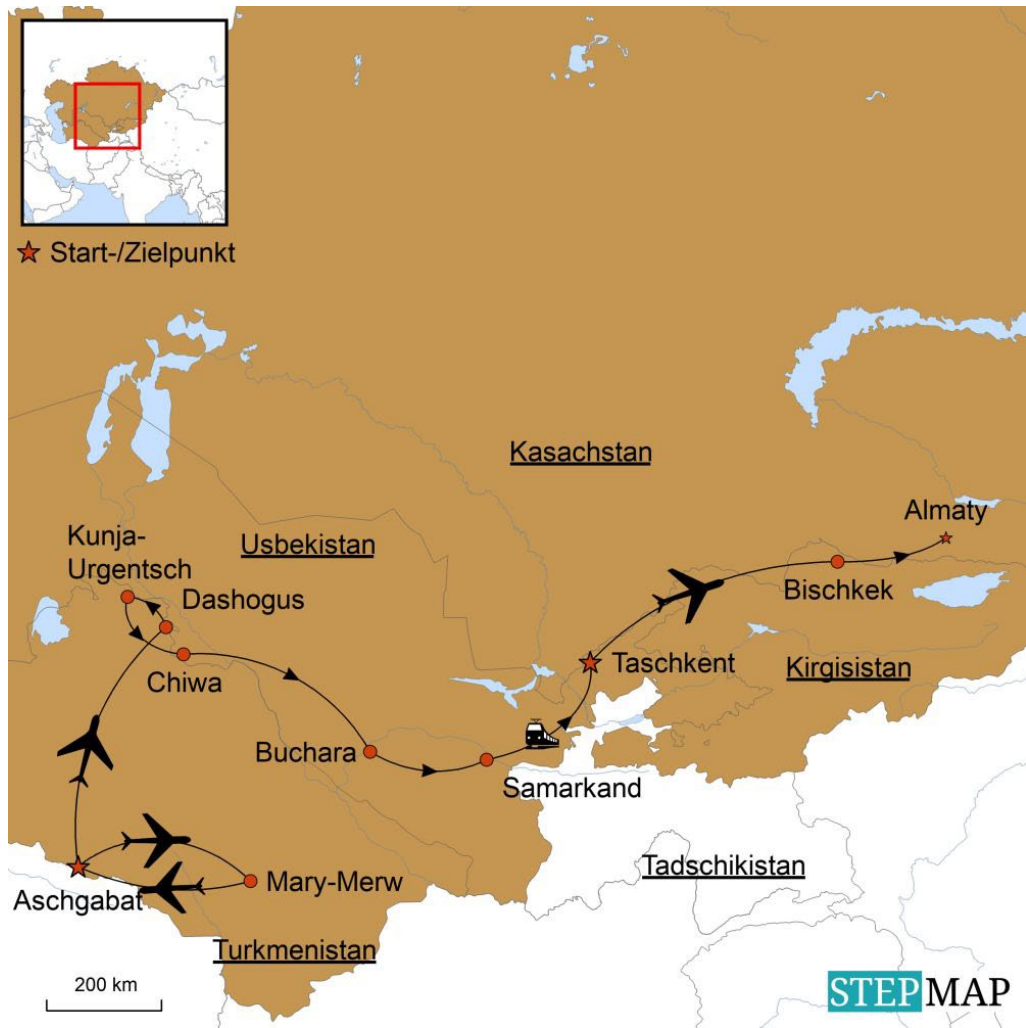 Start-/Zielpunkt
Kasachstan
Almaty
Kunja-
Urgentsch
Usbekistan
Dashogus
Bischkek
Taschkent
Kirgisistan
Chiwa
Buchara
Samarkand
Tadschikistan
Mary-Merw
Aschgabat
Turkmenistan
200 km
STEPMAP